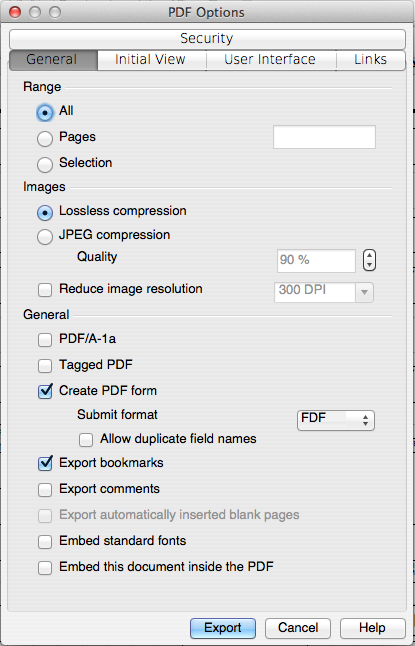 PDF Options
Security
General Initial View User Interface Links
Range
All
Pages
Selection
Images
Lossless compression
JPEG compression
Quality 90 %
Reduce image resolution 300 DPI
General
PDF/A-1a
Tagged PDF
Create PDF form
Submit format FDF
Allow duplicate field names
Export bookmarks
Export comments
Export automatically inserted blank pages
Embed standard fonts
Embed this document inside the PDF
Export Cancel Help